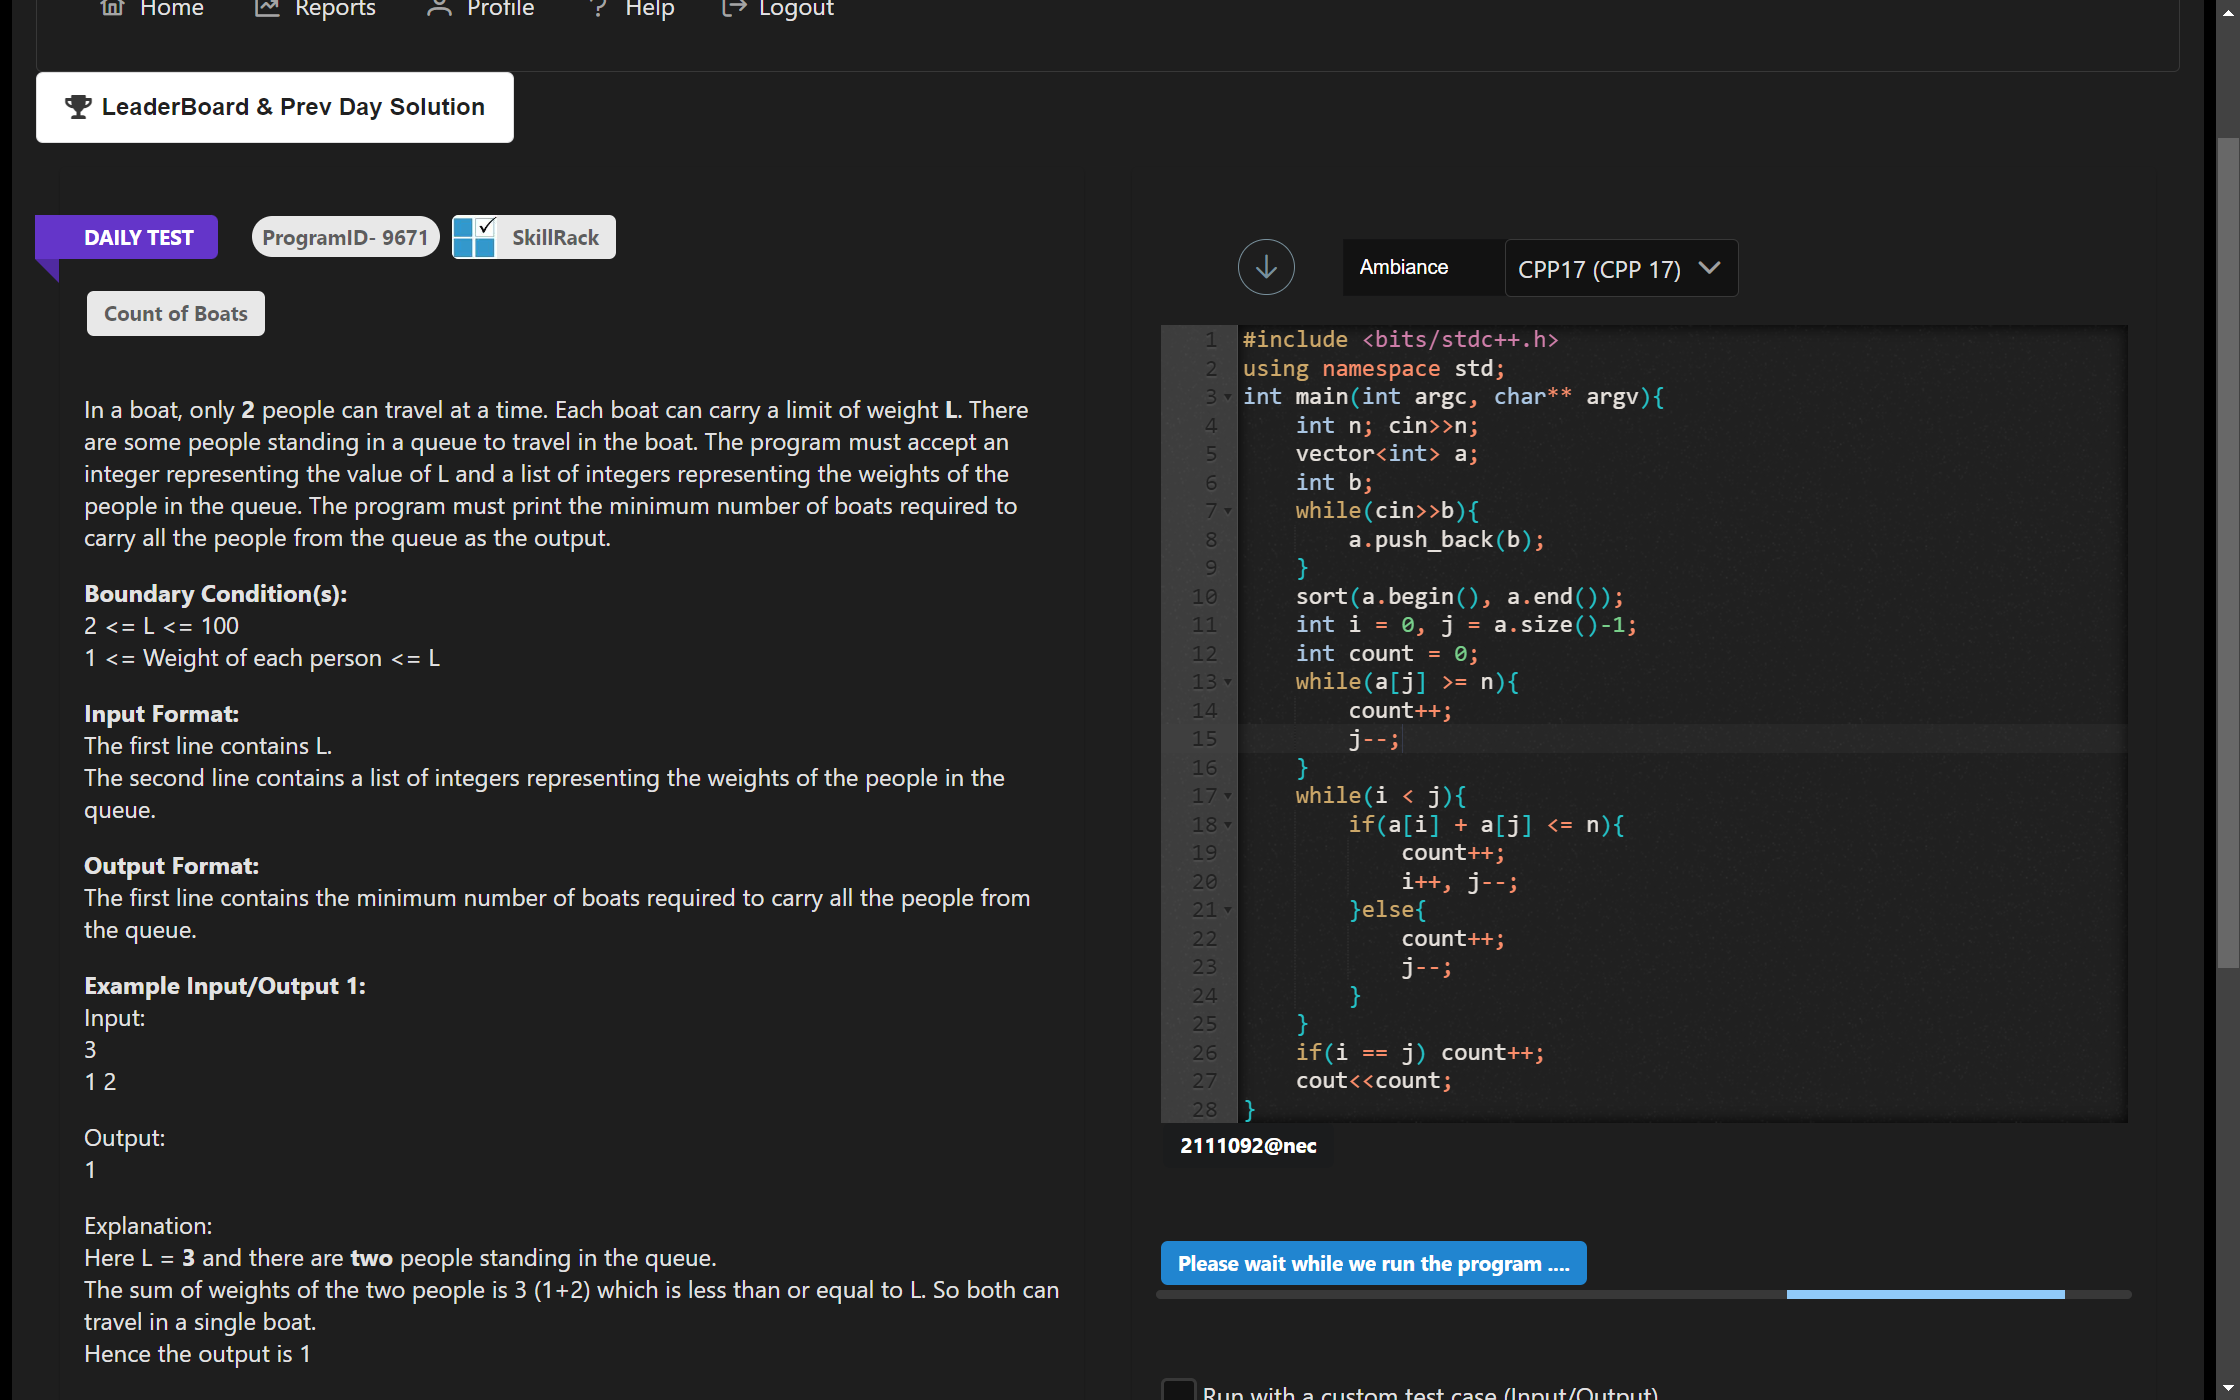 Home Reports Profile ? Help Logout
LeaderBoard & Prev Day Solution
DAILY TEST ProgramID- 9671 SkillRack
Count of Boats
In a boat, only 2 people can travel at a time. Each boat can carry a limit of weight L. There
are some people standing in a queue to travel in the boat. The program must accept an
integer representing the value of L and a list of integers representing the weights of the
people in the queue. The program must print the minimum number of boats required to
carry all the people from the queue as the output.
Boundary Condition(s):
2 <= L <= 100
1 <= Weight of each person <= L
Input Format:
The first line contains L.
The second line contains a list of integers representing the weights of the people in the
queue.
Output Format:
The first line contains the minimum number of boats required to carry all the people from
the queue.
Example Input/Output 1:
Input:
3
1 2
Output:
1
Explanation:
Here L = 3 and there are two people standing in the queue.
The sum of weights of the two people is 3 (1+2) which is less than or equal to L. So both can
travel in a single boat.
Hence the output is 1
Ambiance CPP17 (CPP 17)
1 #include <bits/stdc++.h>
2 using namespace std;
3 int main(int argc, char** argv){
4 int n; cin>>n;
5 vector<int> a;
6 int b;
7 while(cin>>b){
8 a.push_back(b);
9 }
10 sort(a.begin(), a.end());
11 int i = 0, j = a.size()-1;
12 int count = 0;
13 while(a[j] >= n){
14 count++;
15 j--;
16 }
17 while(i < j){
18 if(a[i] + a[j] <= n){
19 count++;
20 i++, j--;
21 }else{
22 count++;
23 j--;
24 }
25 }
26 if(i == j) count++;
27 cout<<count;
28 }
2111092@nec
Please wait while we run the program ....
Run with a custom test case (Input/Output)